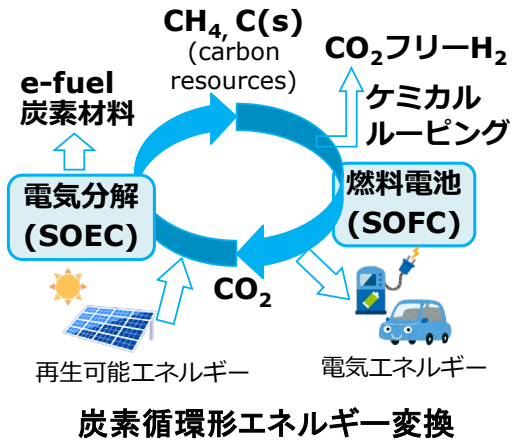 CH₄, C(s)
(carbon
resources)
CO₂フリーH₂
ケミカル
ルーピング
e-fuel
炭素材料
電気分解
(SOEC)
燃料電池
(SOFC)
CO₂
再生可能エネルギー
電気エネルギー
炭素循環形エネルギー変換